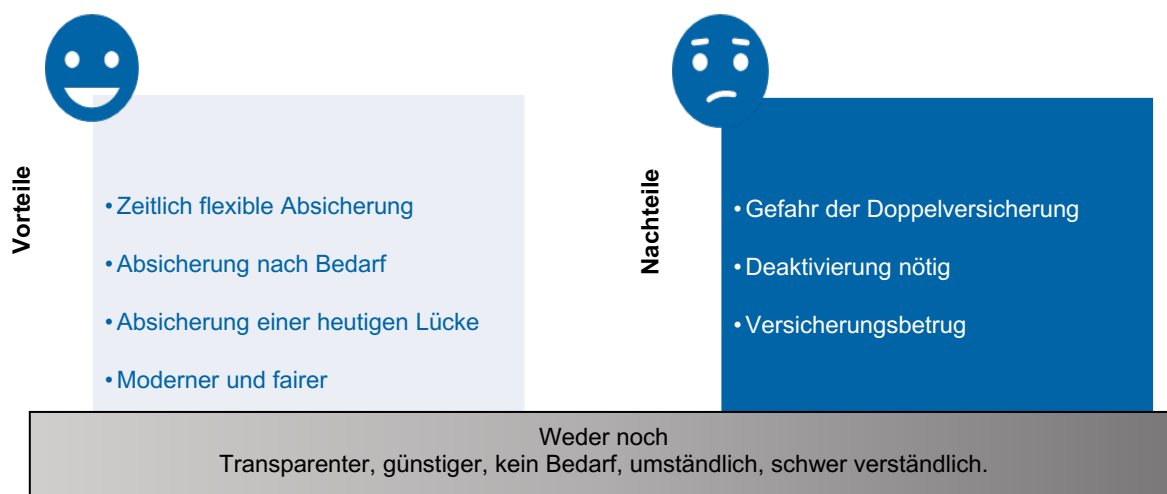 Vorteile
• Zeitlich flexible Absicherung
• Absicherung nach Bedarf
• Absicherung einer heutigen Lücke
• Moderner und fairer
Nachteile
• Gefahr der Doppelversicherung
• Deaktivierung nötig
• Versicherungsbetrug
Weder noch
Transparenter, günstiger, kein Bedarf, umständlich, schwer verständlich.